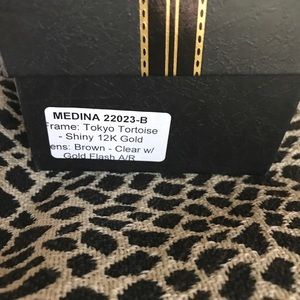 MEDINA 22023-B
Frame: Tokyo Tortoise
- Shiny 12K Gold
ens: Brown - Clear w/
Gold Flash A/R